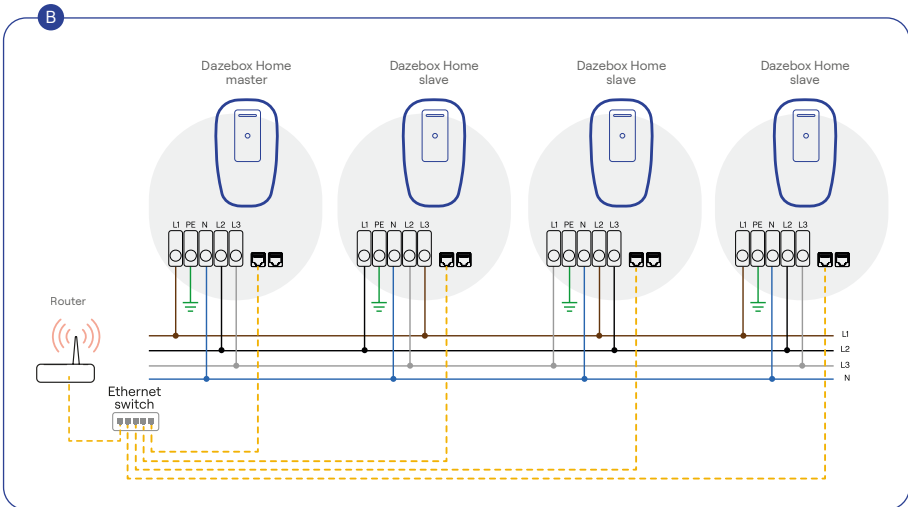 B
Dazebox Home
master
Dazebox Home
slave
Dazebox Home
slave
Dazebox Home
slave
L1 PE N L2 L3
L1 PE N L2 L3
L1 PE N L2 L3
L1 PE N L2 L3
Router
L1
L2
L3
N
Ethernet
switch